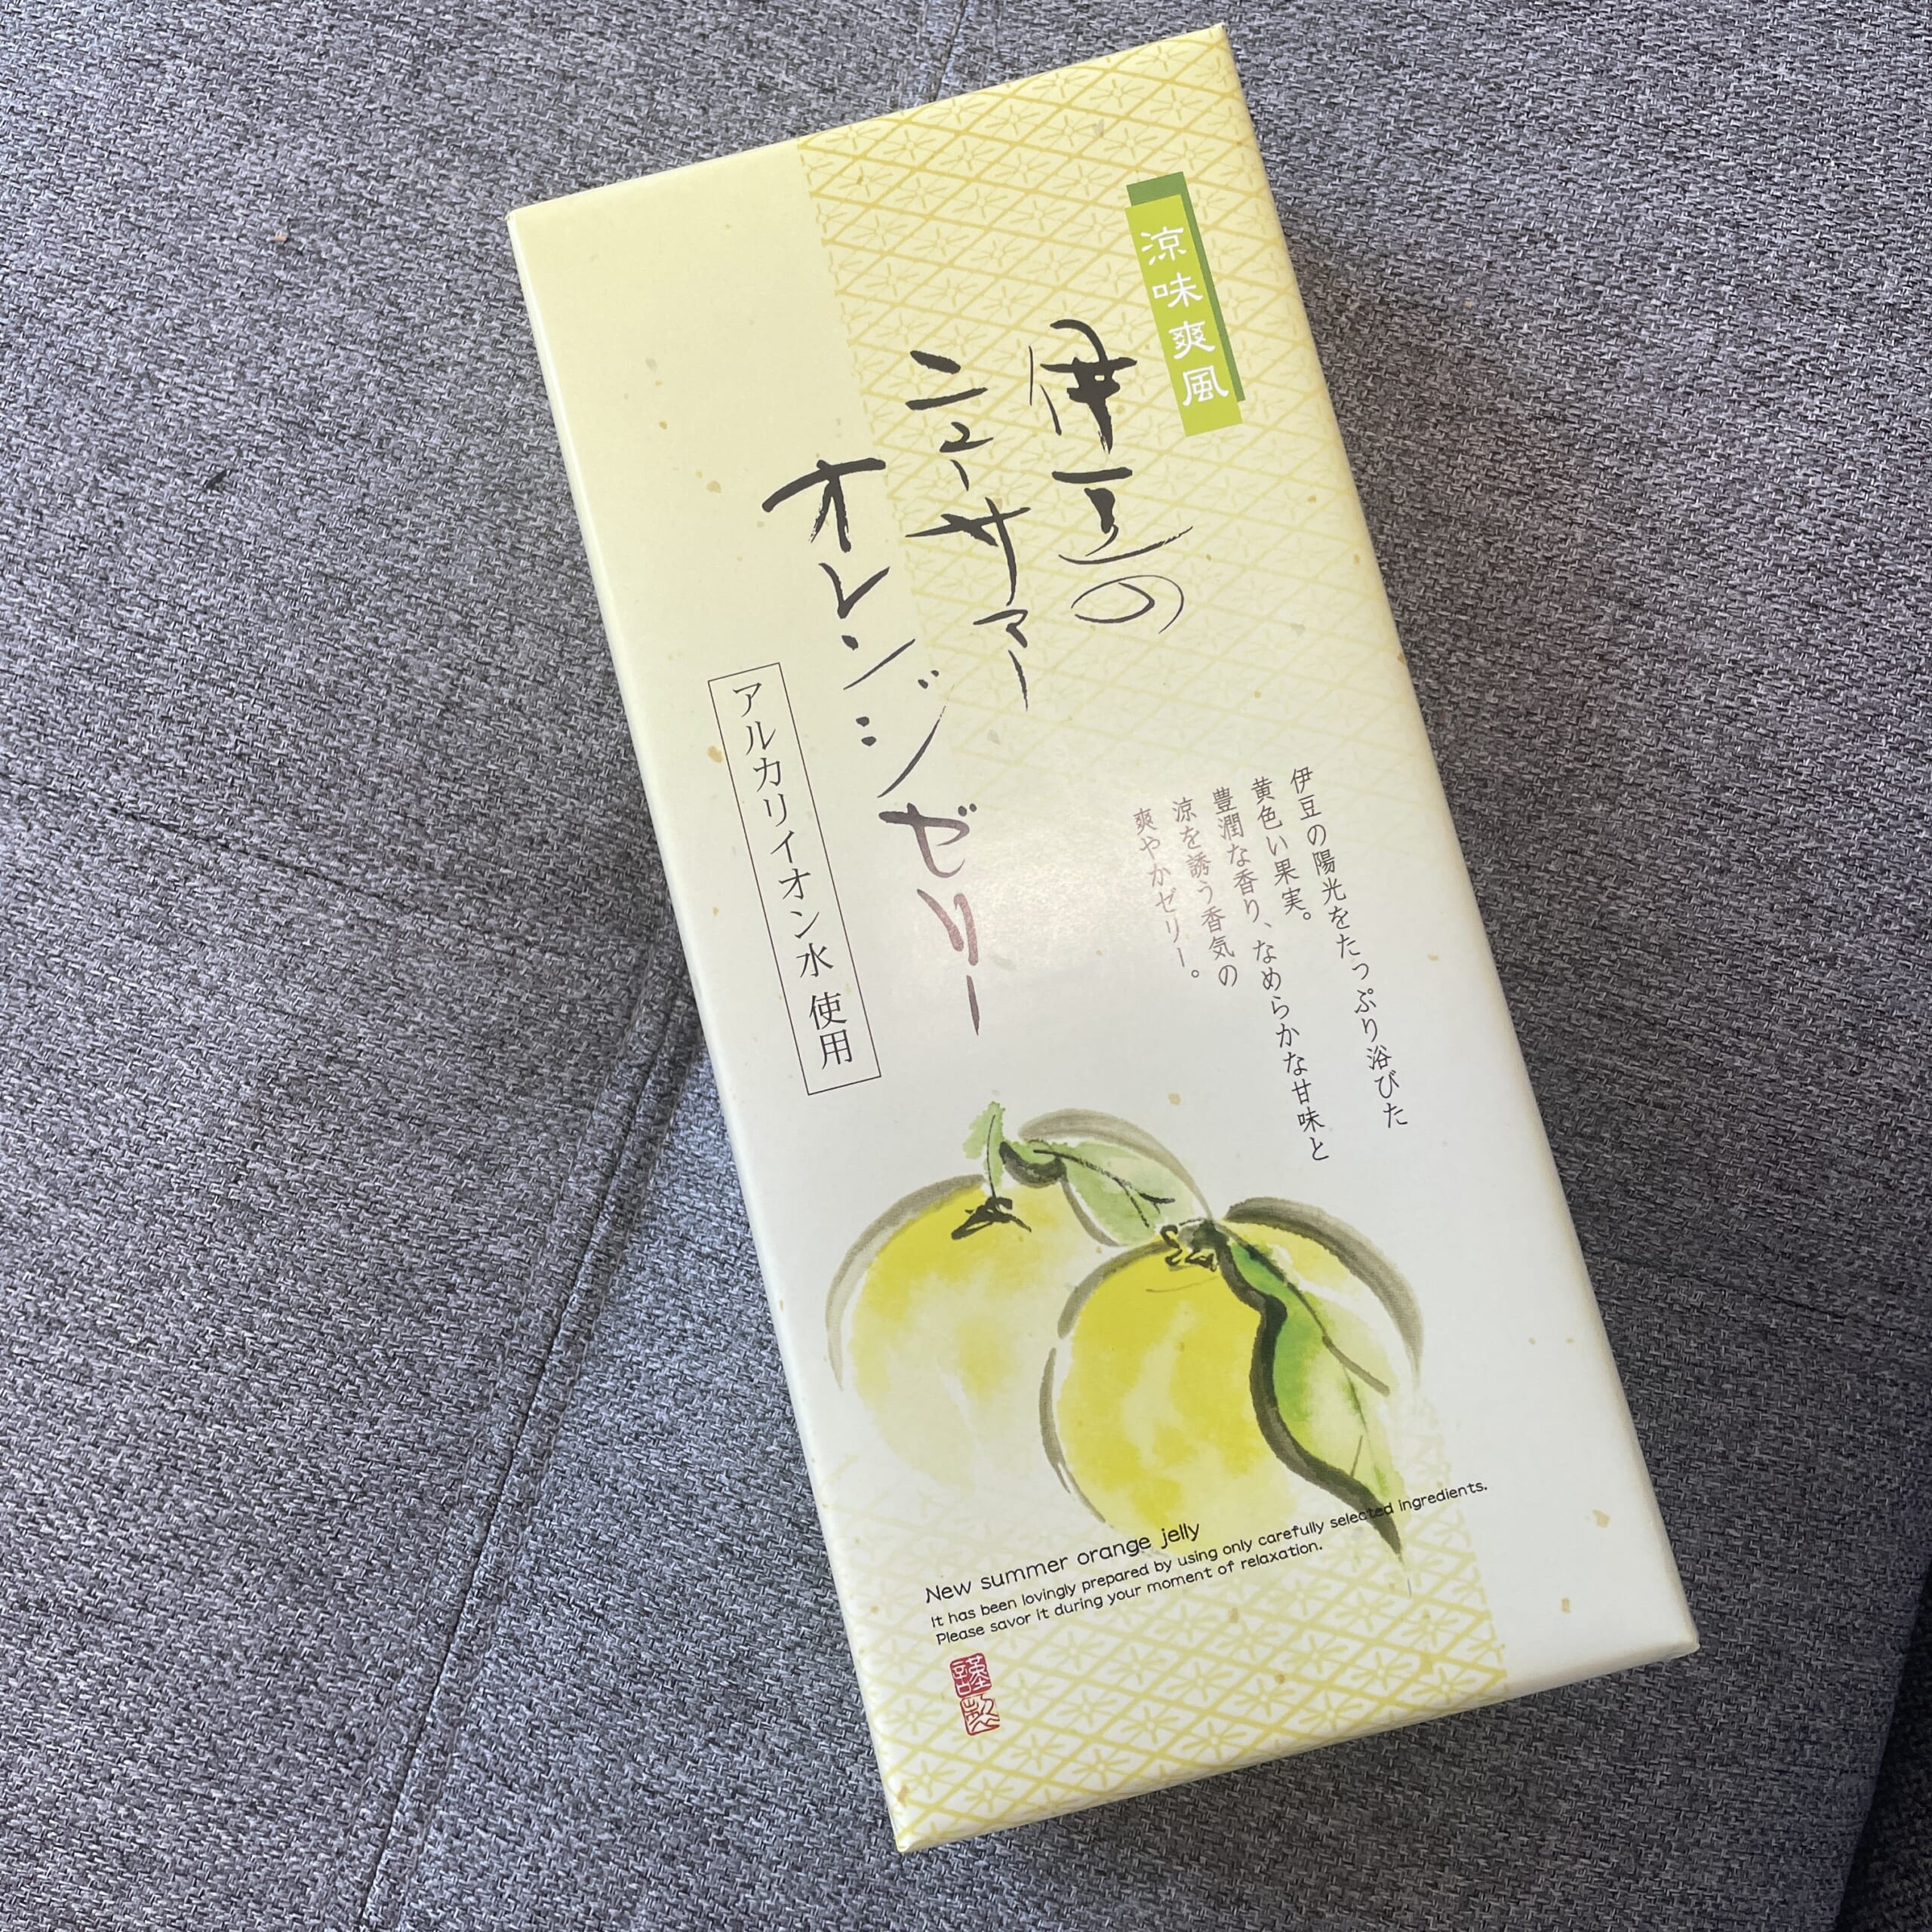 涼味爽風
伊豆の
ニューサマー
オレンジゼリー
アルカリイオン水 使用
伊豆の陽光をたっぷり浴びた
黄色い果実。
豊潤な香り、なめらかな甘味と
涼を誘う香気の
爽やかゼリー。
New summer orange jelly
It has been lovingly prepared by using only carefully selected ingredients.
Please savor it during your moment of relaxation.